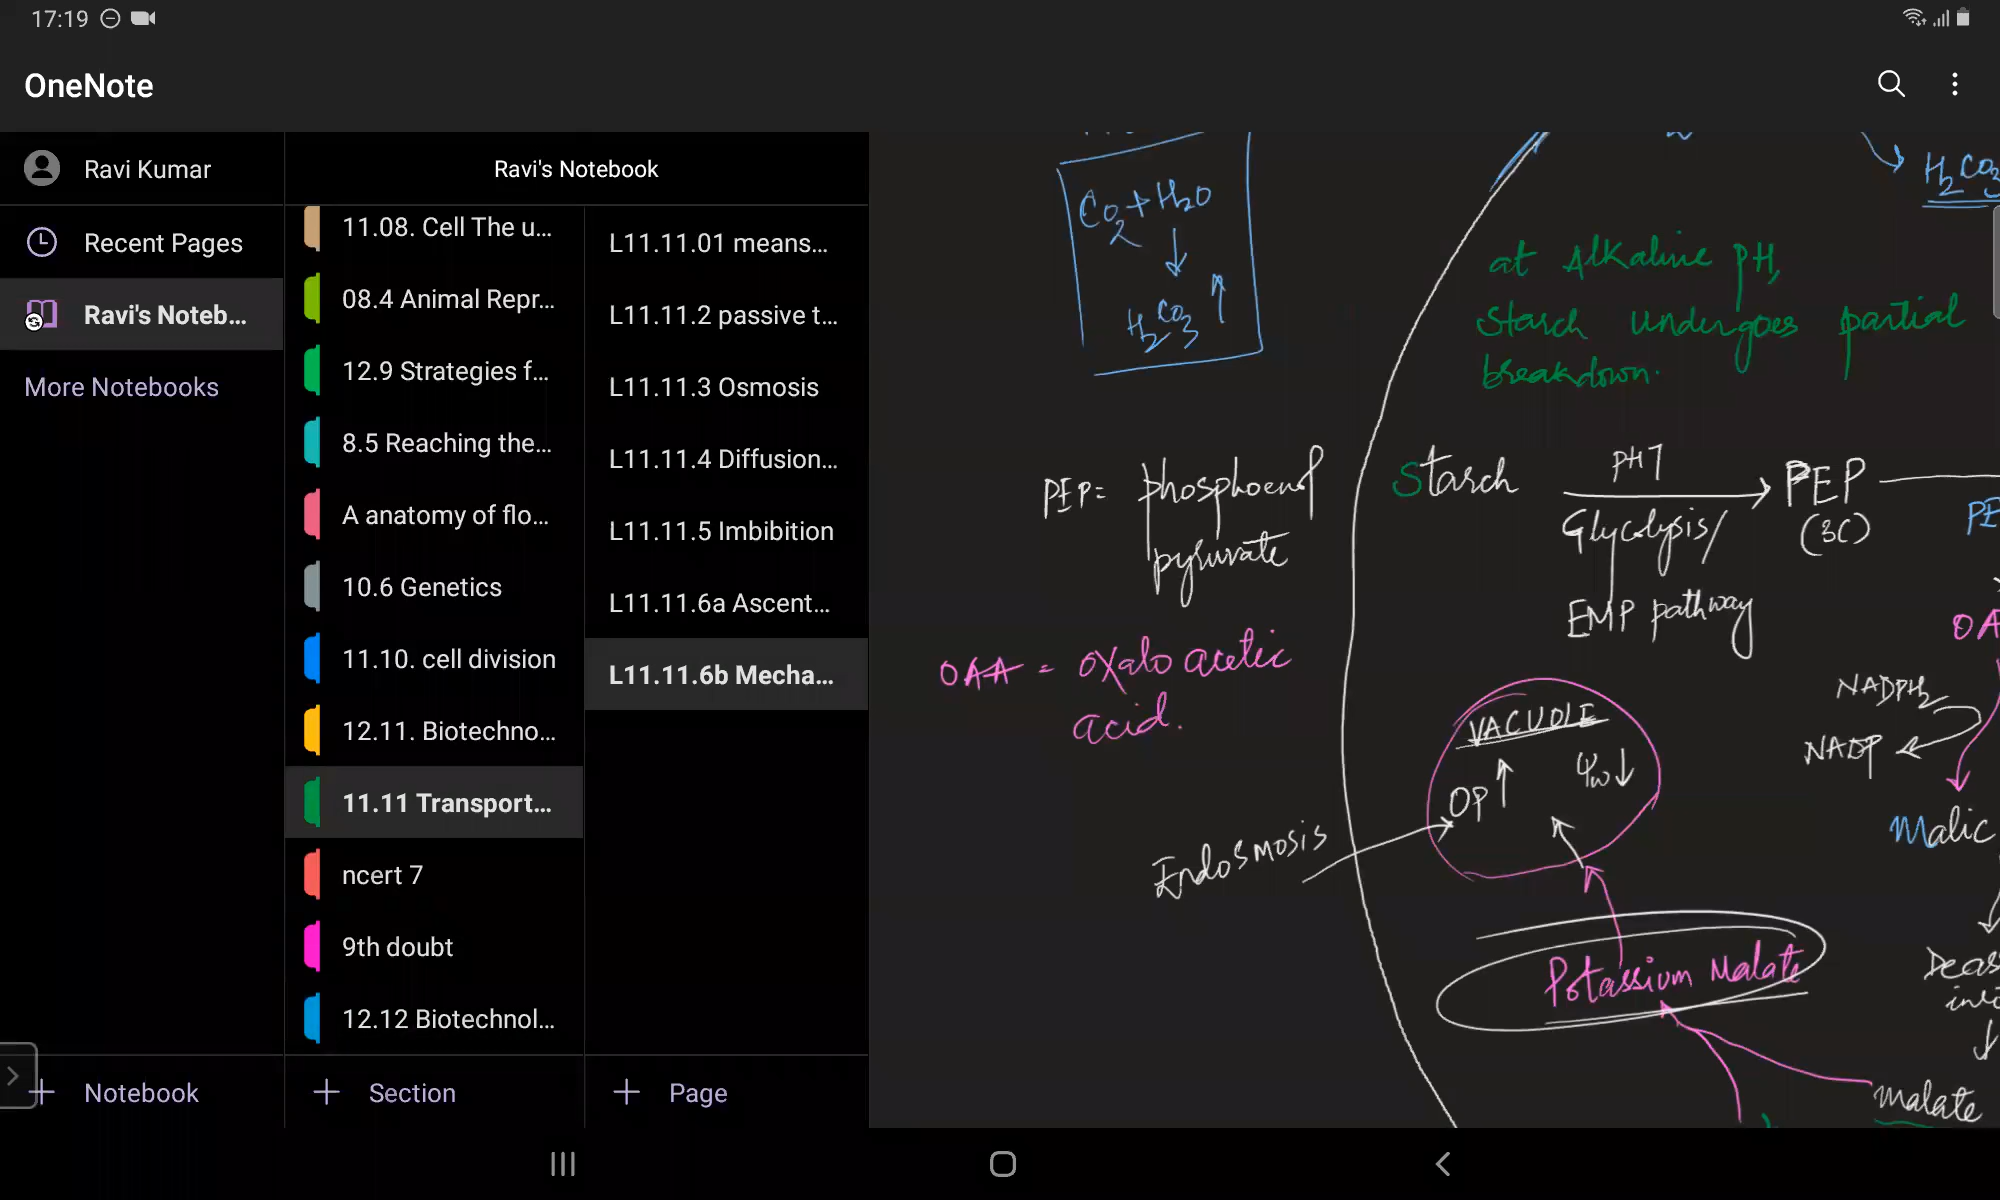 17:19
OneNote
Ravi Kumar
Recent Pages
Ravi's Noteb...
More Notebooks
Notebook
Ravi's Notebook
11.08. Cell The u...
08.4 Animal Repr...
12.9 Strategies f...
8.5 Reaching the...
A anatomy of flo...
10.6 Genetics
11.10. cell division
12.11. Biotechno...
11.11 Transport...
ncert 7
9th doubt
12.12 Biotechnol...
Section
L11.11.01 means...
L11.11.2 passive t...
L11.11.3 Osmosis
L11.11.4 Diffusion...
L11.11.5 Imbibition
L11.11.6a Ascent...
L11.11.6b Mecha...
Page
CO2 + H2O
↓
H2CO3 ↑
H2CO3
at Alkaline PH,
Starch undergoes partial
breakdown.
PEP = phosphoenol
pyruvate
Starch
PH7
Glycolysis/
EMP pathway
PEP
(3C)
PE
OAA = oxalo acetic
acid.
OA
NADPH2
NADP
Malic
VACUOLE
OP↑ Ψw↓
Endosmosis
Potassium Malate
Malate